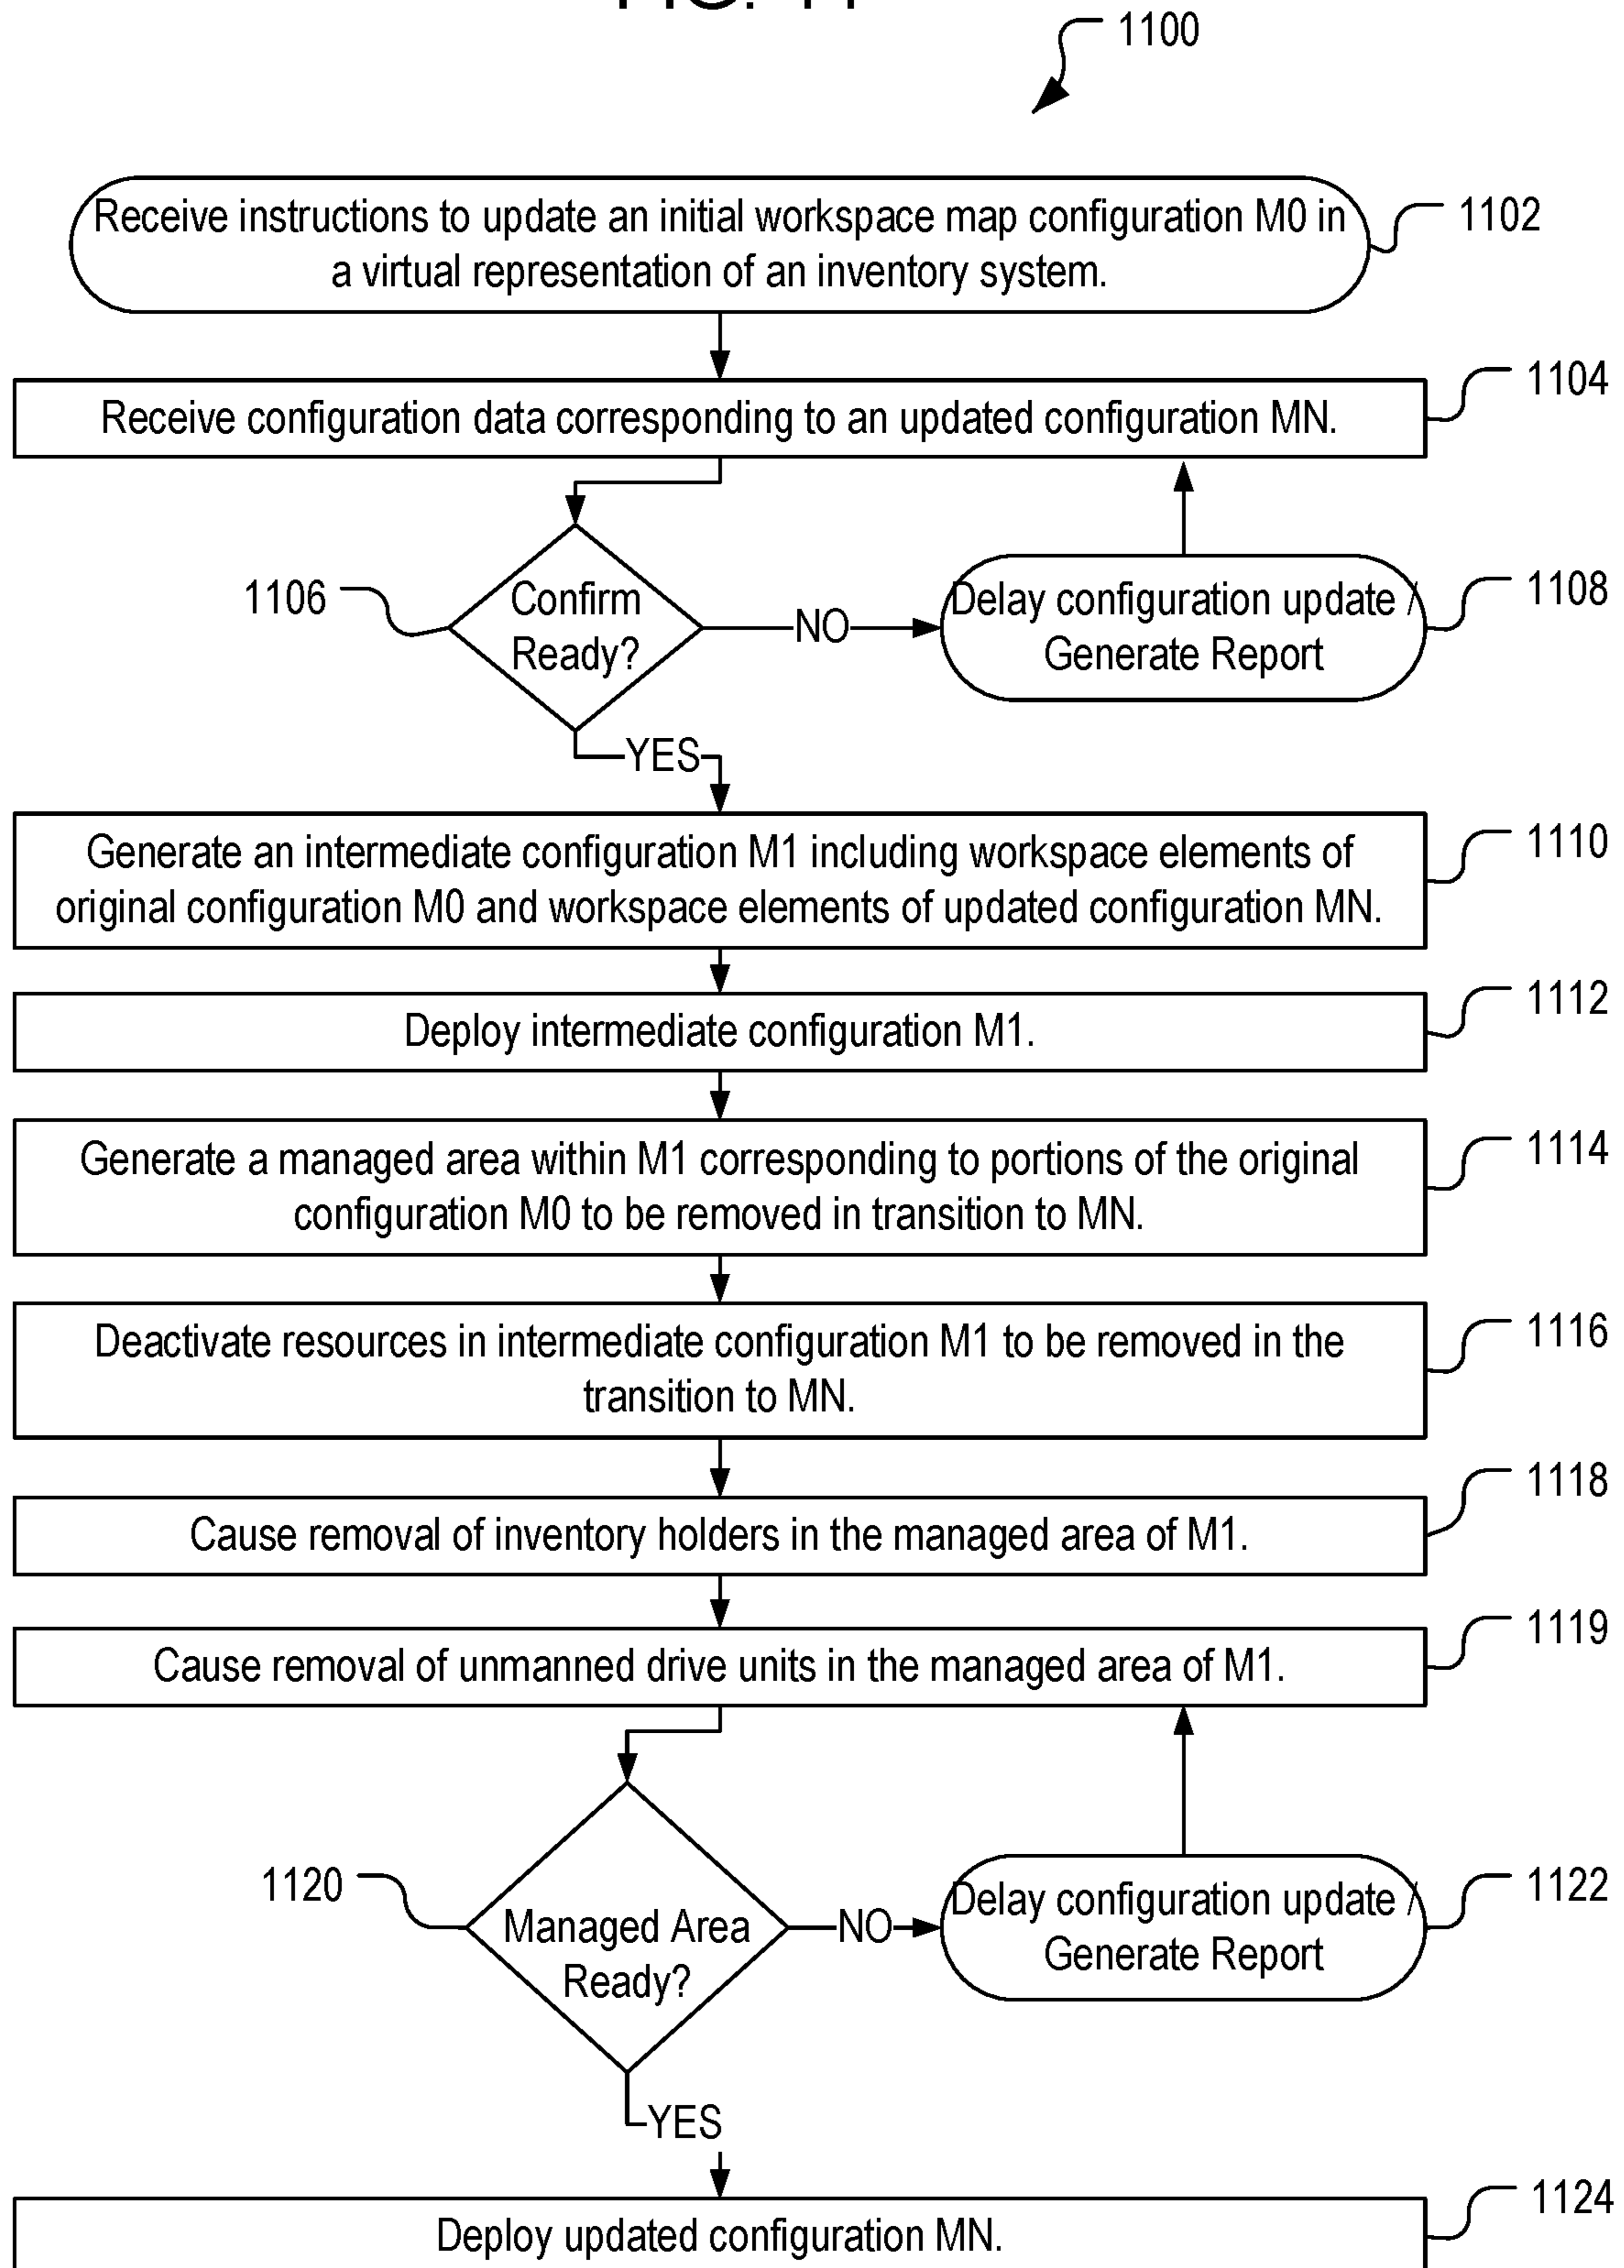 FIG. 11
1100
Receive instructions to update an initial workspace map configuration M0 in
a virtual representation of an inventory system.
1102
Receive configuration data corresponding to an updated configuration MN.
1104
1106
Confirm
Ready?
NO
Delay configuration update /
Generate Report
1108
YES
Generate an intermediate configuration M1 including workspace elements of
original configuration M0 and workspace elements of updated configuration MN.
1110
Deploy intermediate configuration M1.
1112
Generate a managed area within M1 corresponding to portions of the original
configuration M0 to be removed in transition to MN.
1114
Deactivate resources in intermediate configuration M1 to be removed in the
transition to MN.
1116
Cause removal of inventory holders in the managed area of M1.
1118
Cause removal of unmanned drive units in the managed area of M1.
1119
1120
Managed Area
Ready?
NO
Delay configuration update /
Generate Report
1122
YES
Deploy updated configuration MN.
1124